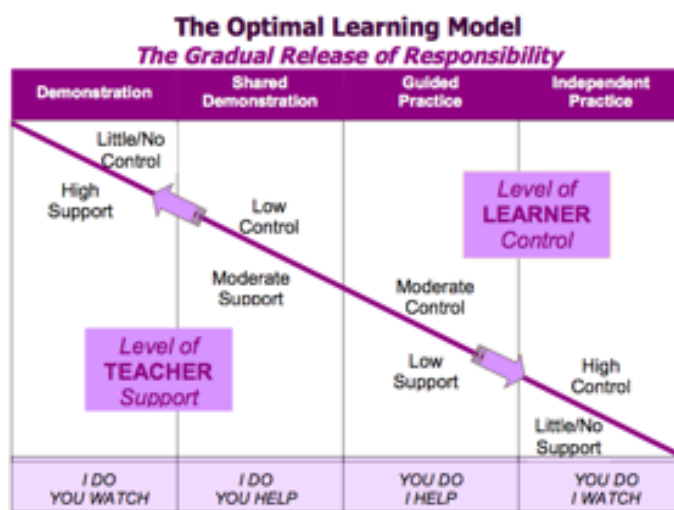 The Optimal Learning Model
The Gradual Release of Responsibility
Demonstration
Shared
Demonstration
Guided
Practice
Independent
Practice
Little/No
Control
High
Support
Low
Control
Moderate
Support
Level of
LEARNER
Control
Moderate
Control
Level of
TEACHER
Support
Low
Support
High
Control
Little/No
Support
I DO
YOU WATCH
I DO
YOU HELP
YOU DO
I HELP
YOU DO
I WATCH